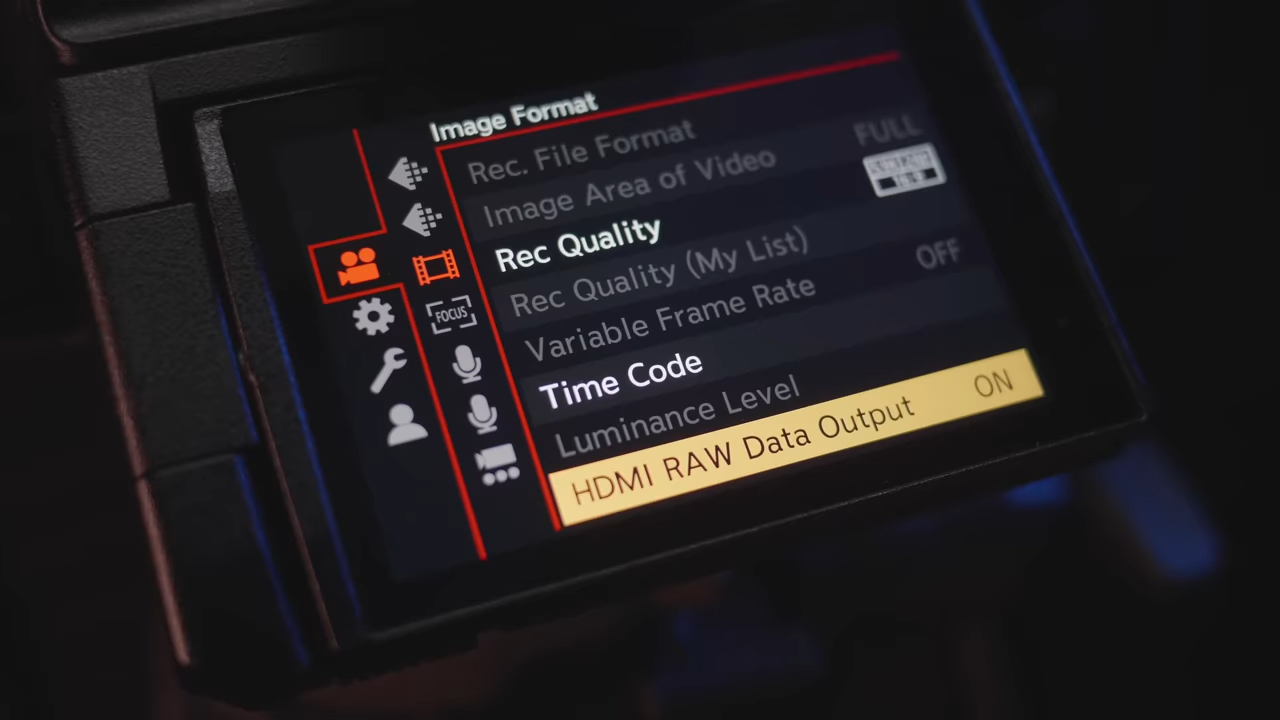 Image Format
Rec. File Format
Image Area of Video FULL
Rec Quality
Rec Quality (My List)
Variable Frame Rate OFF
Time Code
Luminance Level
HDMI RAW Data Output ON
FOCUS